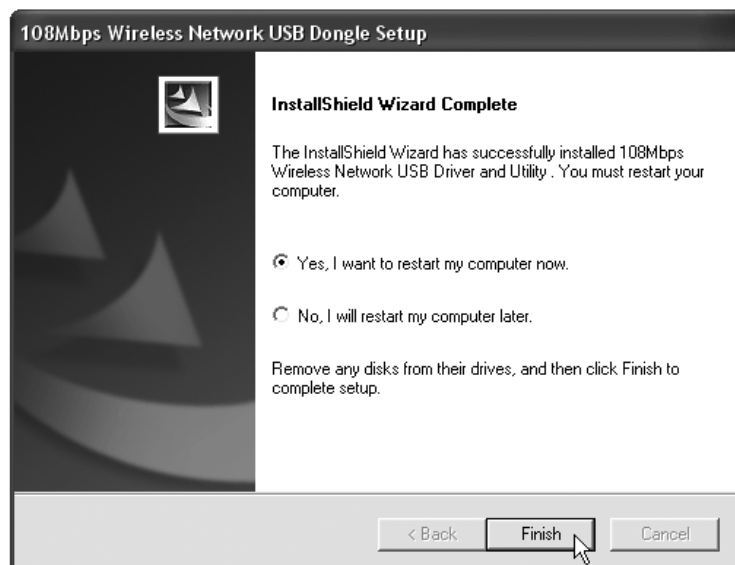 108Mbps Wireless Network USB Dongle Setup
InstallShield Wizard Complete
The InstallShield Wizard has successfully installed 108Mbps
Wireless Network USB Driver and Utility . You must restart your
computer.
Yes, I want to restart my computer now.
No, I will restart my computer later.
Remove any disks from their drives, and then click Finish to
complete setup.
< Back
Finish
Cancel